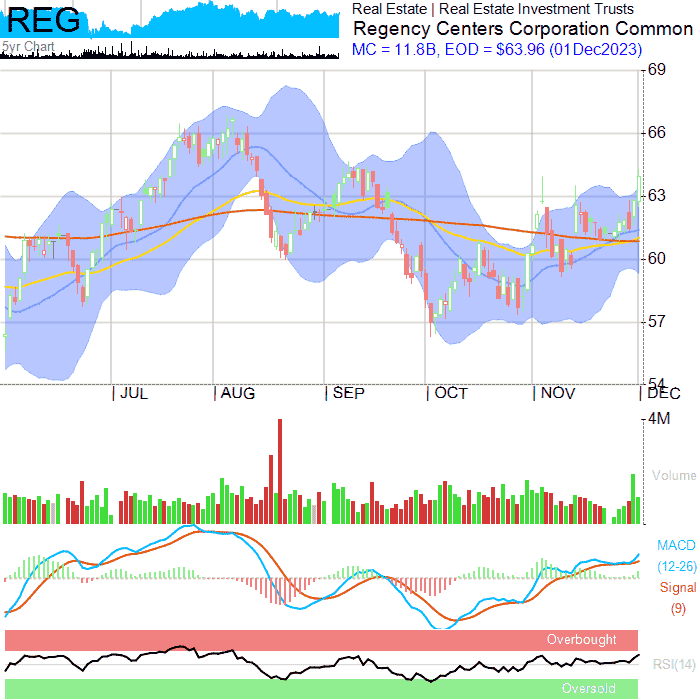 REG
5yr Chart
Real Estate | Real Estate Investment Trusts
Regency Centers Corporation Common
MC = 11.8B, EOD = $63.96 (01Dec2023)
69
66
63
60
57
54
JUL AUG SEP OCT NOV DEC
4M
Volume
MACD
(12-26)
Signal
(9)
Overbought
RSI(14)
Oversold